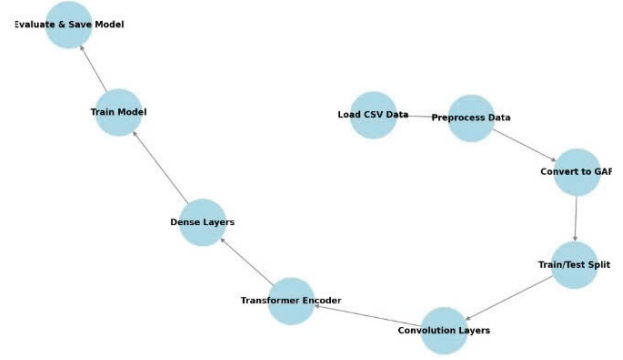 Evaluate & Save Model
Train Model
Load CSV Data
Preprocess Data
Convert to GAF
Dense Layers
Train/Test Split
Transformer Encoder
Convolution Layers